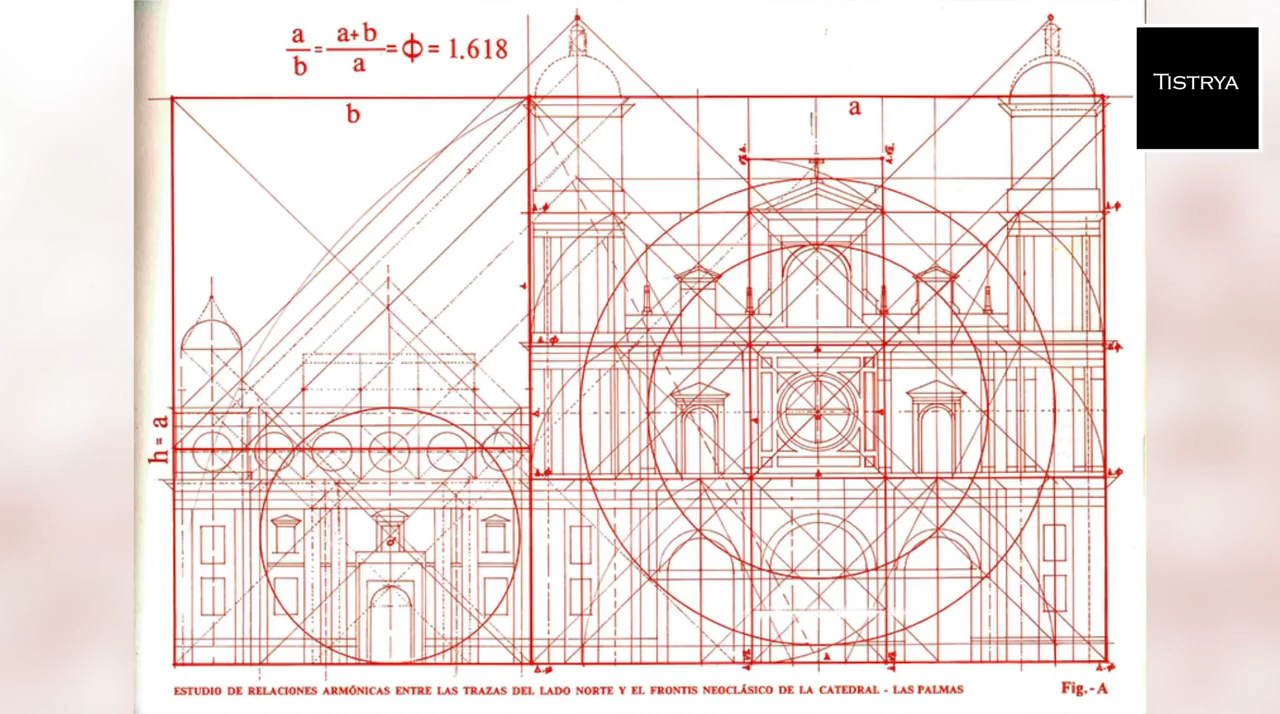 a/b = a+b/a = Φ = 1.618
TISTRYA
b
a
h = a
ESTUDIO DE RELACIONES ARMÓNICAS ENTRE LAS TRAZAS DEL LADO NORTE Y EL FRONTIS NEOCLÁSICO DE LA CATEDRAL - LAS PALMAS
Fig. - A